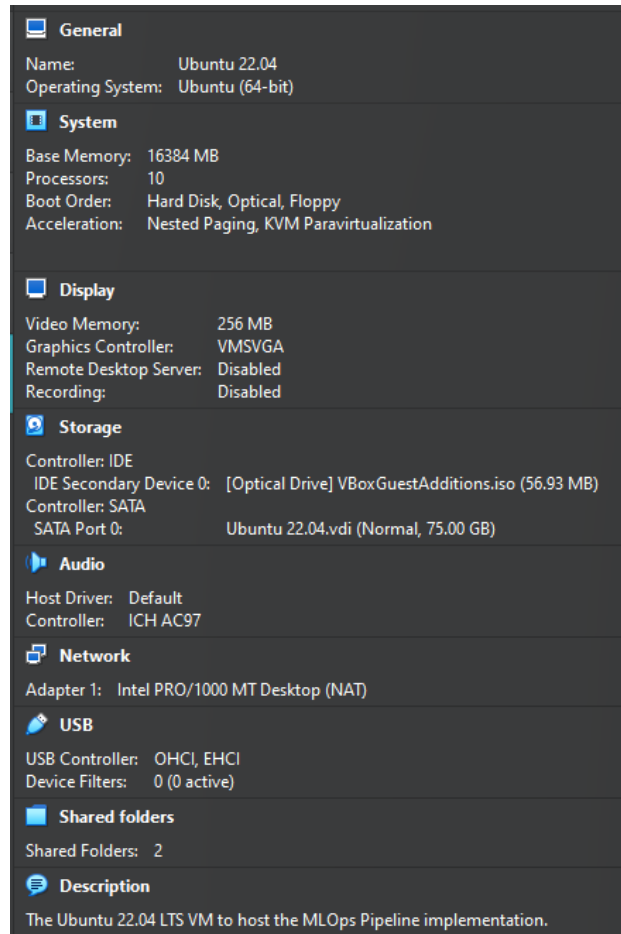 General
Name: Ubuntu 22.04
Operating System: Ubuntu (64-bit)
System
Base Memory: 16384 MB
Processors: 10
Boot Order: Hard Disk, Optical, Floppy
Acceleration: Nested Paging, KVM Paravirtualization
Display
Video Memory: 256 MB
Graphics Controller: VMSVGA
Remote Desktop Server: Disabled
Recording: Disabled
Storage
Controller: IDE
IDE Secondary Device 0: [Optical Drive] VBoxGuestAdditions.iso (56.93 MB)
Controller: SATA
SATA Port 0: Ubuntu 22.04.vdi (Normal, 75.00 GB)
Audio
Host Driver: Default
Controller: ICH AC97
Network
Adapter 1: Intel PRO/1000 MT Desktop (NAT)
USB
USB Controller: OHCI, EHCI
Device Filters: 0 (0 active)
Shared folders
Shared Folders: 2
Description
The Ubuntu 22.04 LTS VM to host the MLOps Pipeline implementation.